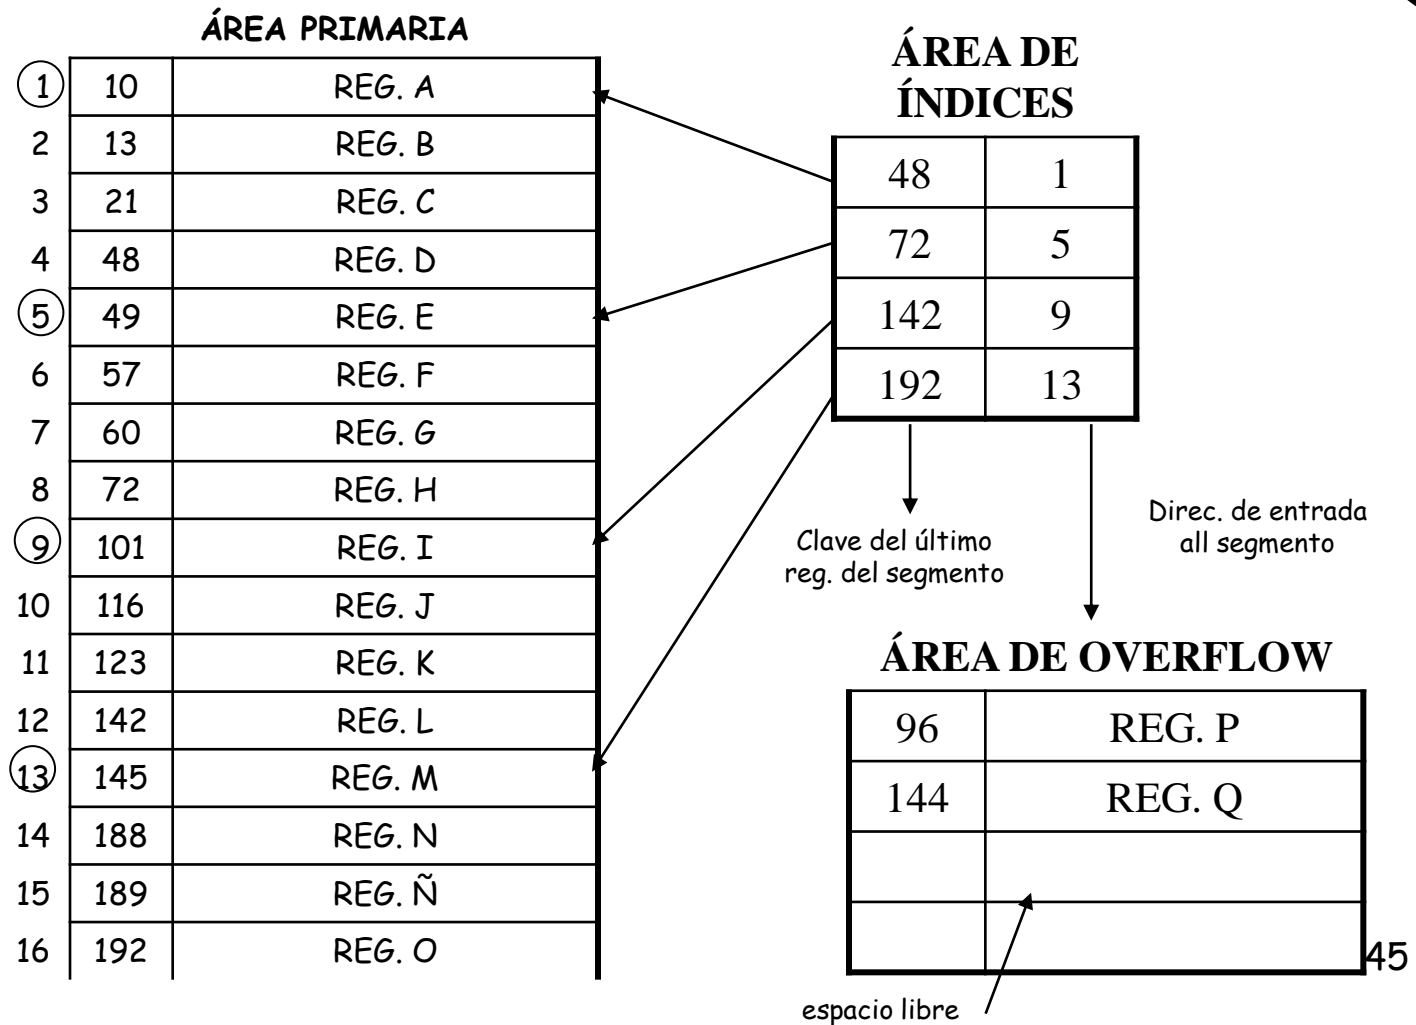 ÁREA PRIMARIA
1 10 REG. A
2 13 REG. B
3 21 REG. C
4 48 REG. D
5 49 REG. E
6 57 REG. F
7 60 REG. G
8 72 REG. H
9 101 REG. I
10 116 REG. J
11 123 REG. K
12 142 REG. L
13 145 REG. M
14 188 REG. N
15 189 REG. Ñ
16 192 REG. O
ÁREA DE
ÍNDICES
48 1
72 5
142 9
192 13
Clave del último
reg. del segmento
Direc. de entrada
all segmento
ÁREA DE OVERFLOW
96 REG. P
144 REG. Q
espacio libre
45